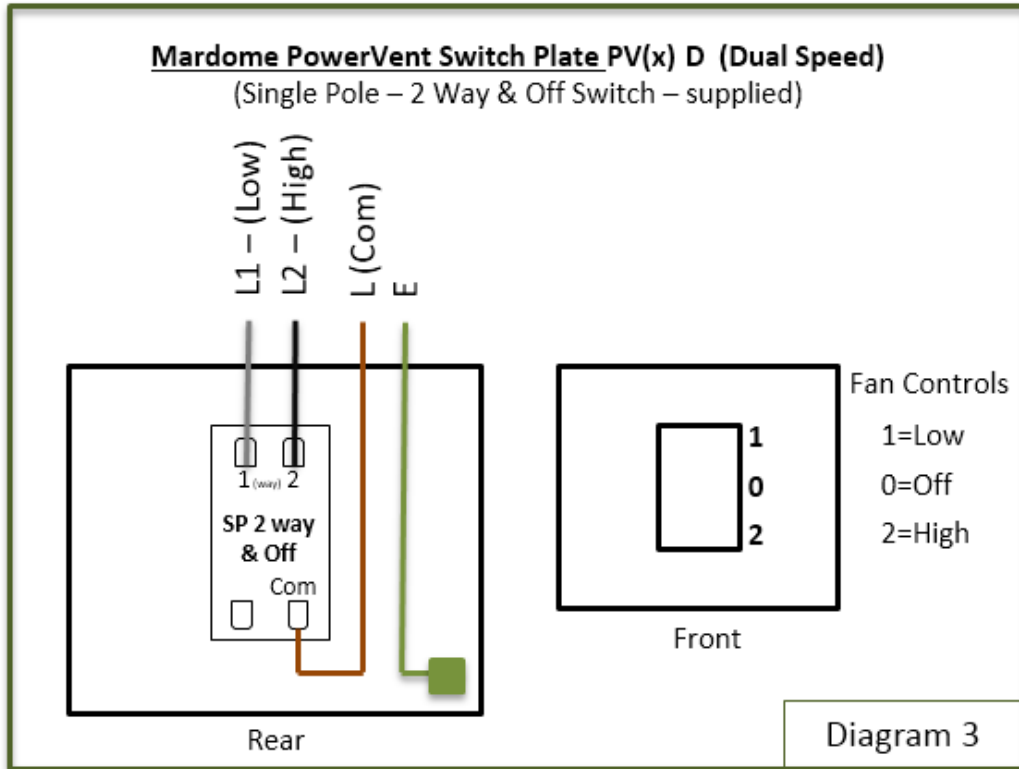 Mardome PowerVent Switch Plate PV(x) D (Dual Speed)
(Single Pole – 2 Way & Off Switch – supplied)
L1 – (Low)
L2 – (High)
L (Com)
E
1 (way) 2
SP 2 way
& Off
Com
Rear
1
0
2
Front
Fan Controls
1=Low
0=Off
2=High
Diagram 3